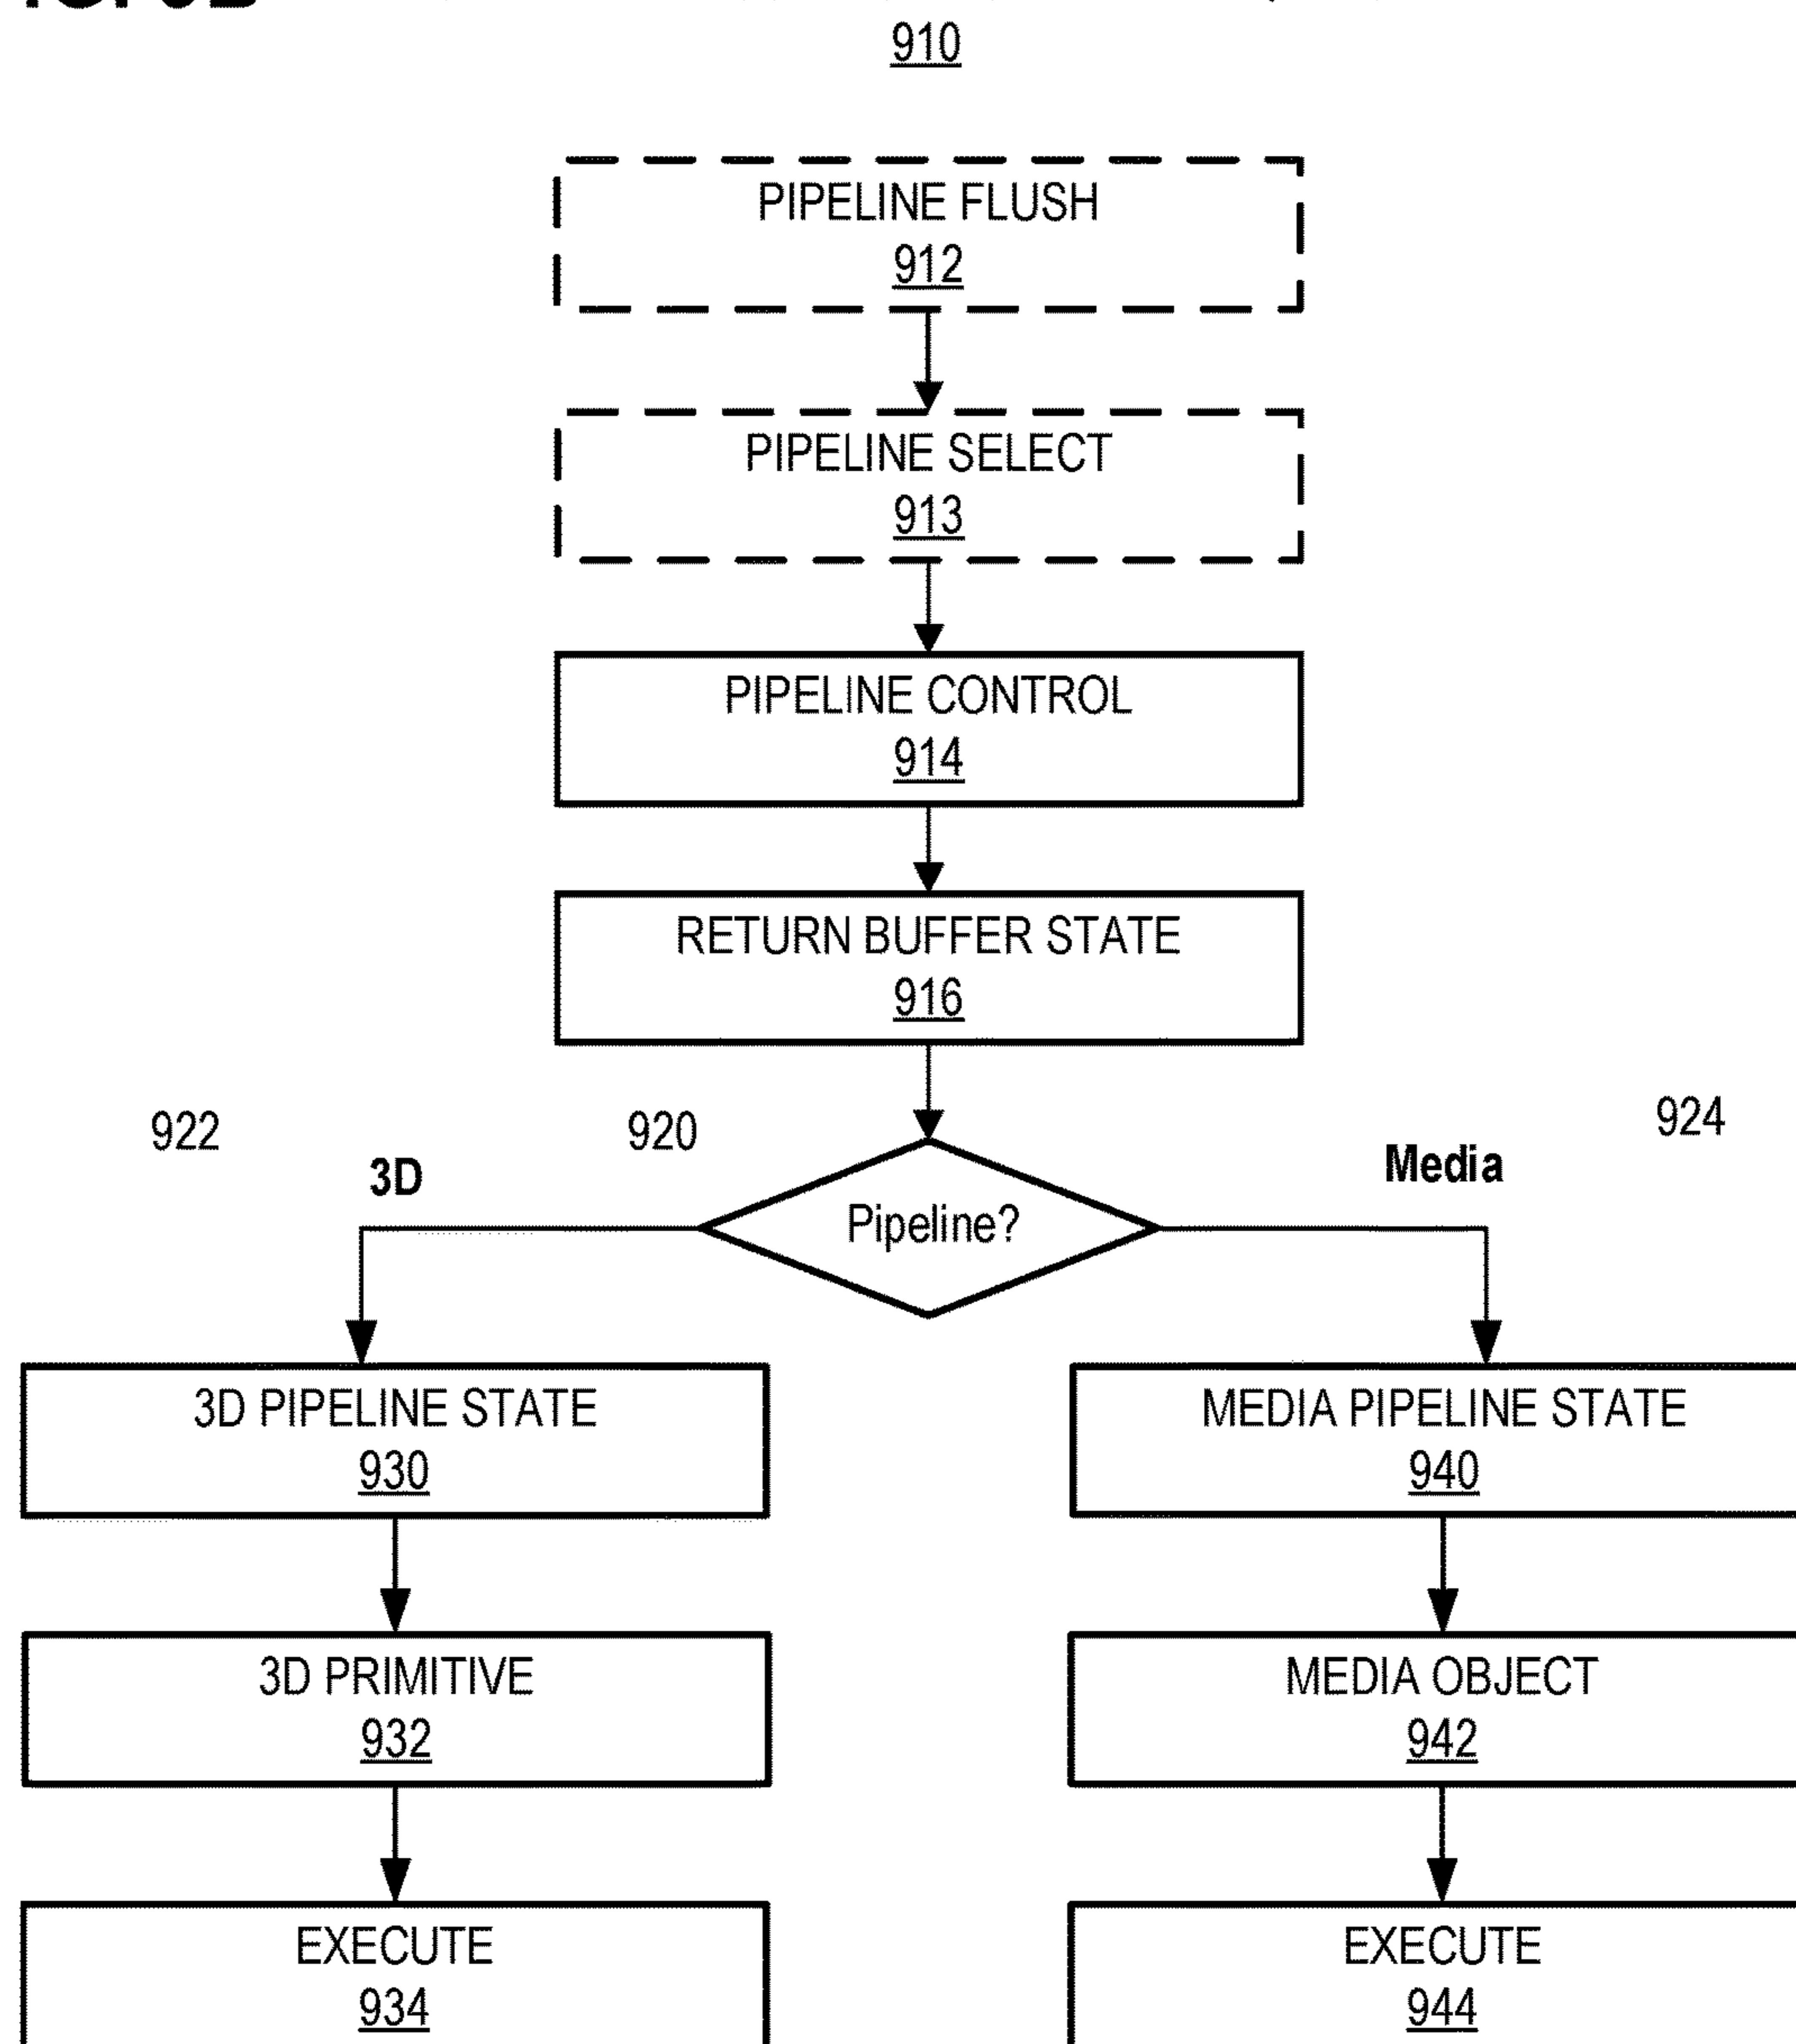 910
PIPELINE FLUSH
912
PIPELINE SELECT
913
PIPELINE CONTROL
914
RETURN BUFFER STATE
916
922
920
924
3D
Media
Pipeline?
3D PIPELINE STATE
930
MEDIA PIPELINE STATE
940
3D PRIMITIVE
932
MEDIA OBJECT
942
EXECUTE
934
EXECUTE
944